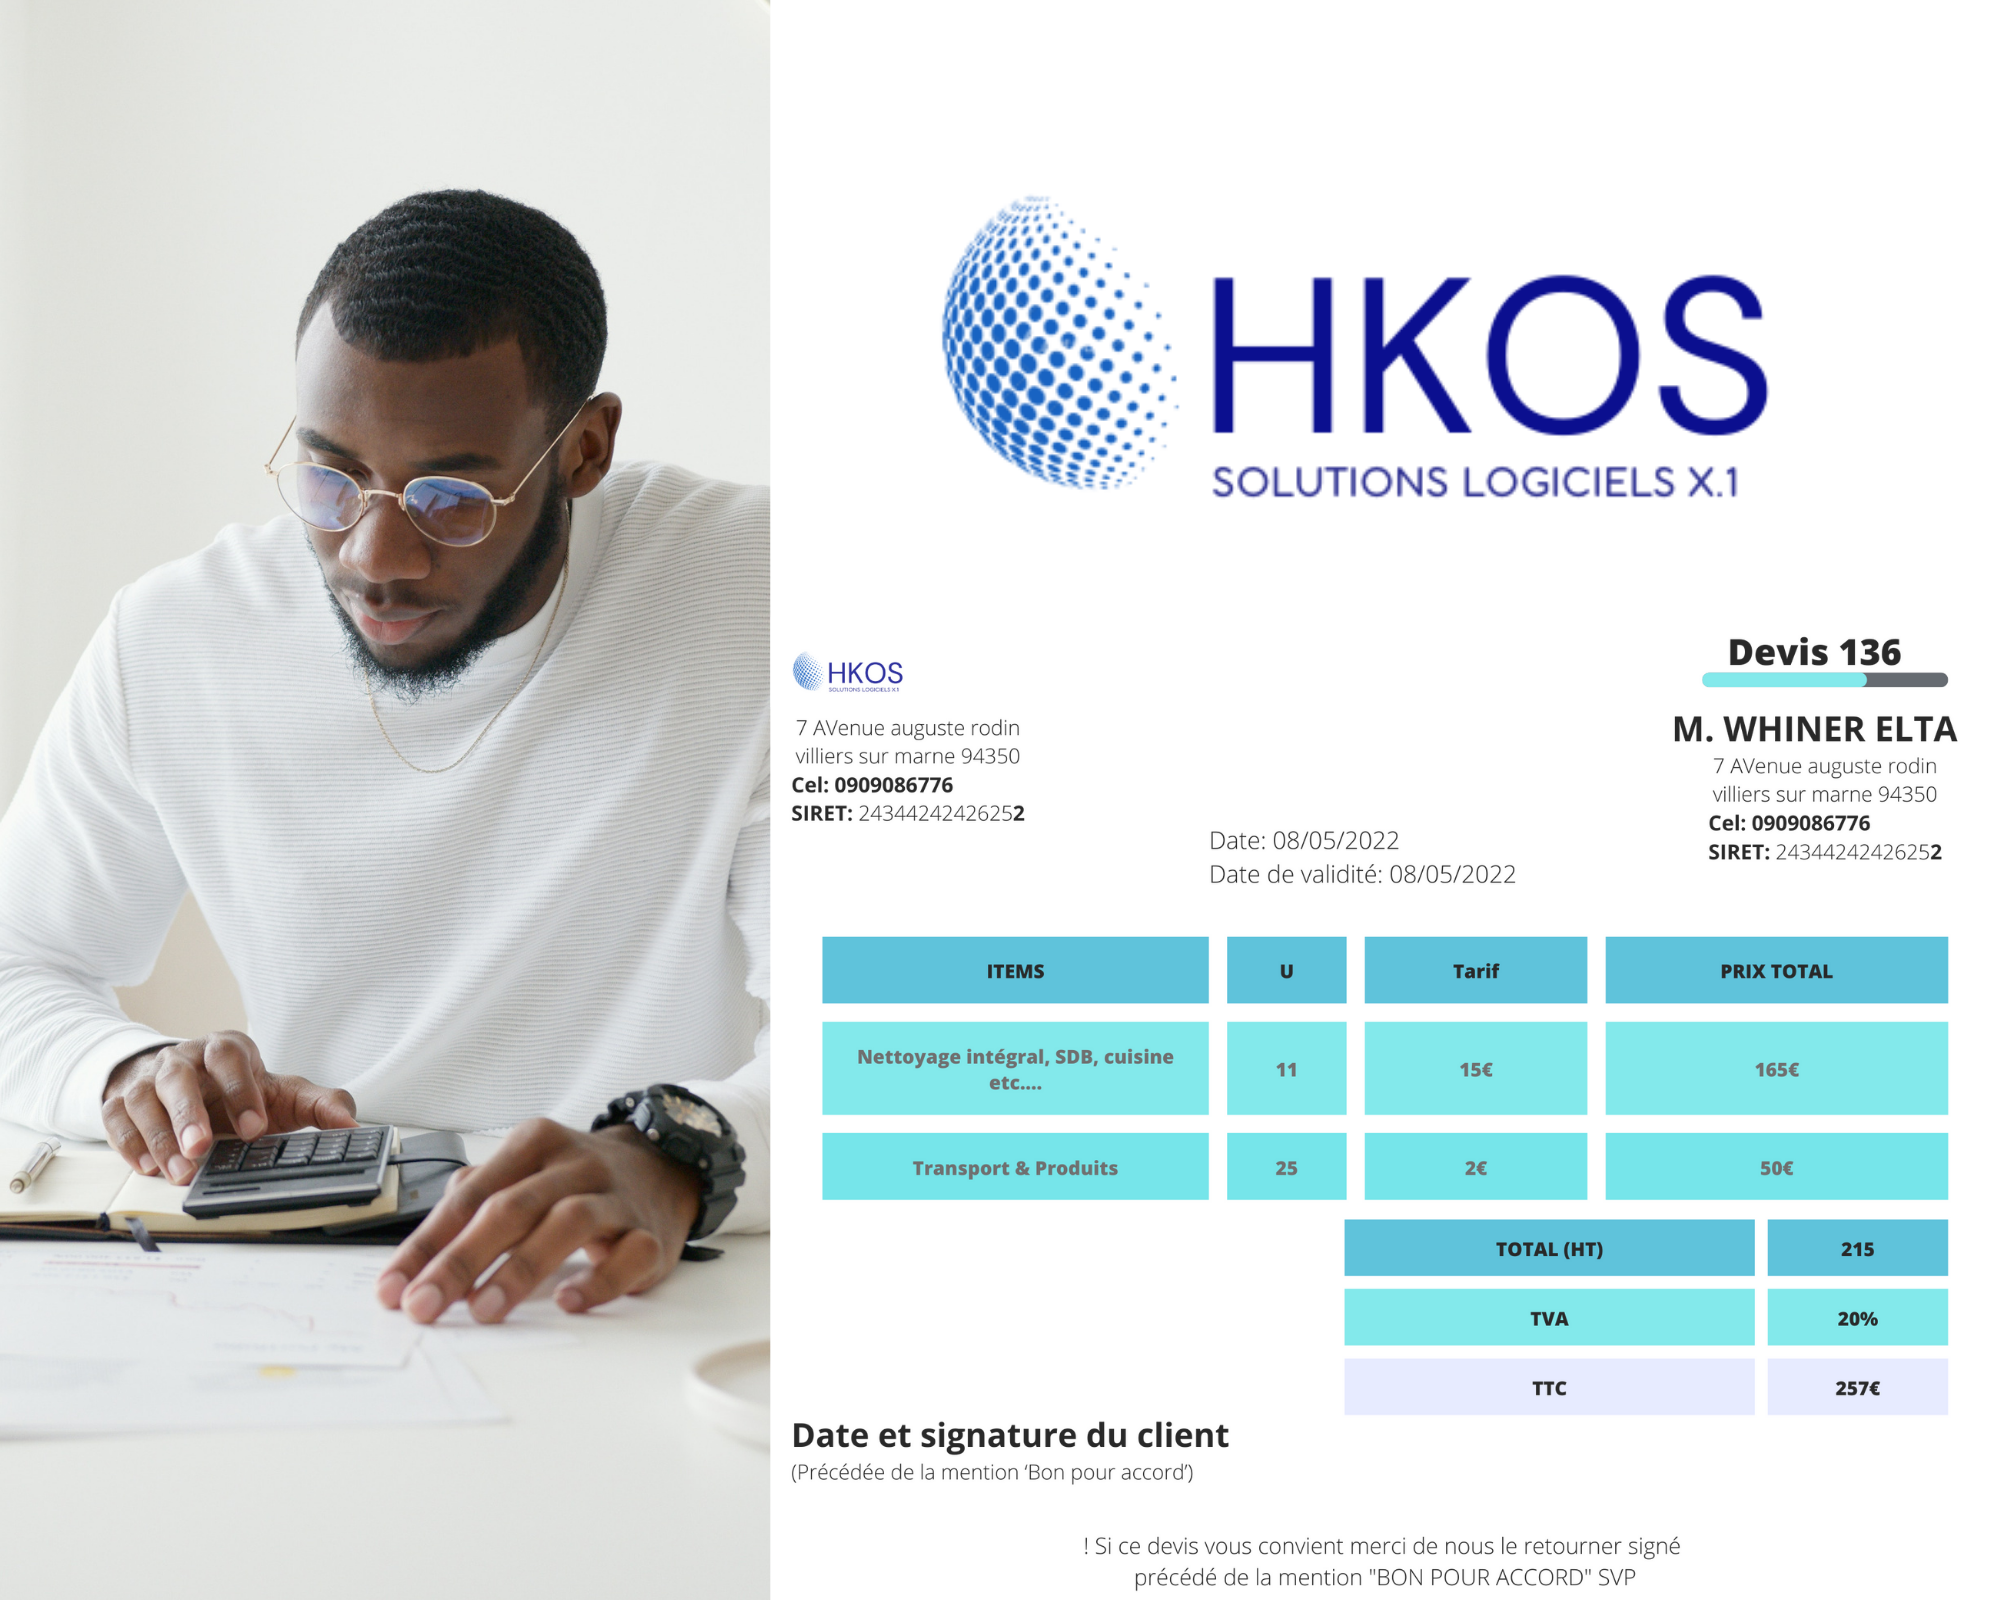 HKOS
SOLUTIONS LOGICIELS X.1
HKOS
SOLUTIONS LOGICIELS X.1
7 AVenue auguste rodin
villiers sur marne 94350
Cel: 0909086776
SIRET: 24344242426252
Devis 136
M. WHINER ELTA
7 AVenue auguste rodin
villiers sur marne 94350
Cel: 0909086776
SIRET: 24344242426252
Date: 08/05/2022
Date de validité: 08/05/2022
ITEMS U Tarif PRIX TOTAL
Nettoyage intégral, SDB, cuisine
etc.... 11 15€ 165€
Transport & Produits 25 2€ 50€
TOTAL (HT) 215
TVA 20%
TTC 257€
Date et signature du client
(Précédée de la mention ‘Bon pour accord’)
! Si ce devis vous convient merci de nous le retourner signé
précédé de la mention "BON POUR ACCORD" SVP